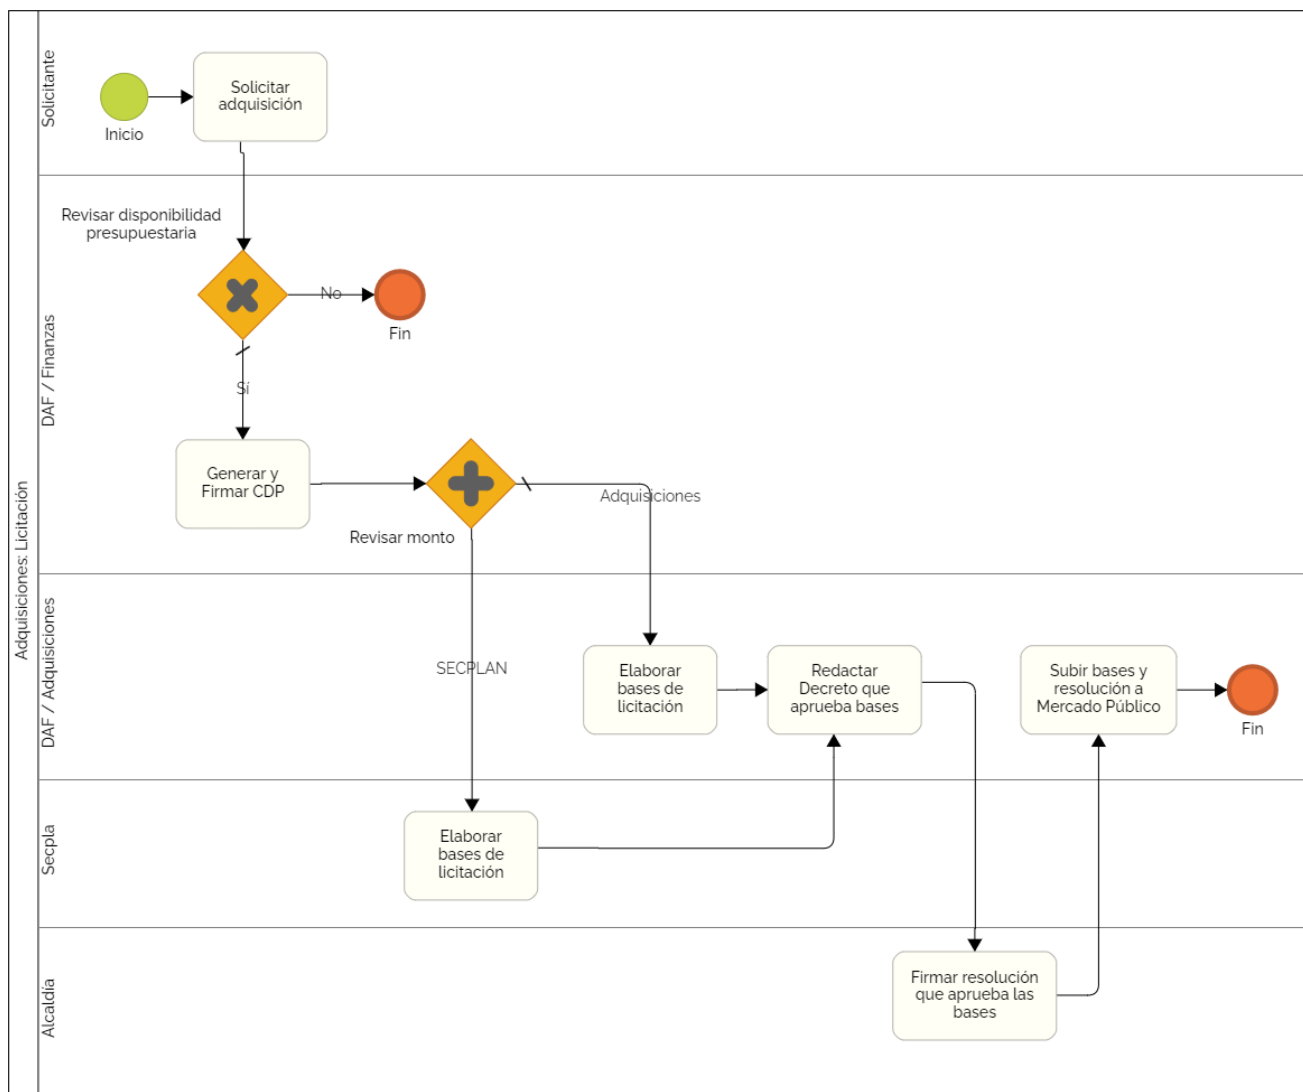 Adquisiciones: Licitación
Solicitante
Inicio
Solicitar
adquisición
DAF / Finanzas
Revisar disponibilidad
presupuestaria
No
Fin
Sí
Generar y
Firmar CDP
Revisar monto
Adquisiciones
SECPLAN
DAF / Adquisiciones
Elaborar
bases de
licitación
Redactar
Decreto que
aprueba bases
Subir bases y
resolución a
Mercado Público
Fin
Secpla
Elaborar
bases de
licitación
Alcaldía
Firmar resolución
que aprueba las
bases